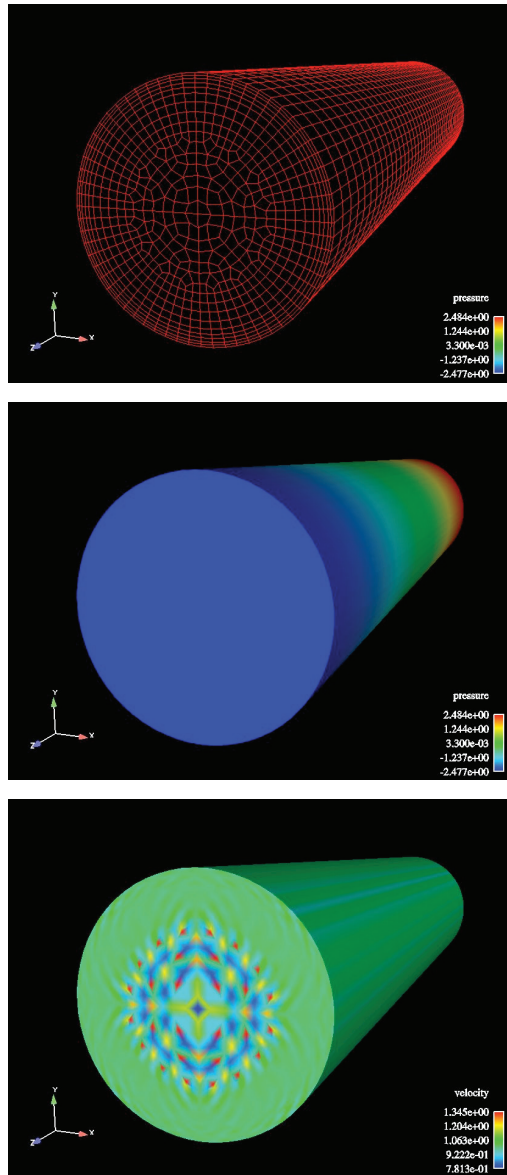 pressure
2.484e+00
1.244e+00
3.300e-03
-1.237e+00
-2.477e+00
Y
Z
X
pressure
2.484e+00
1.244e+00
3.300e-03
-1.237e+00
-2.477e+00
Y
Z
X
velocity
1.345e+00
1.204e+00
1.063e+00
9.222e-01
7.813e-01
Y
Z
X